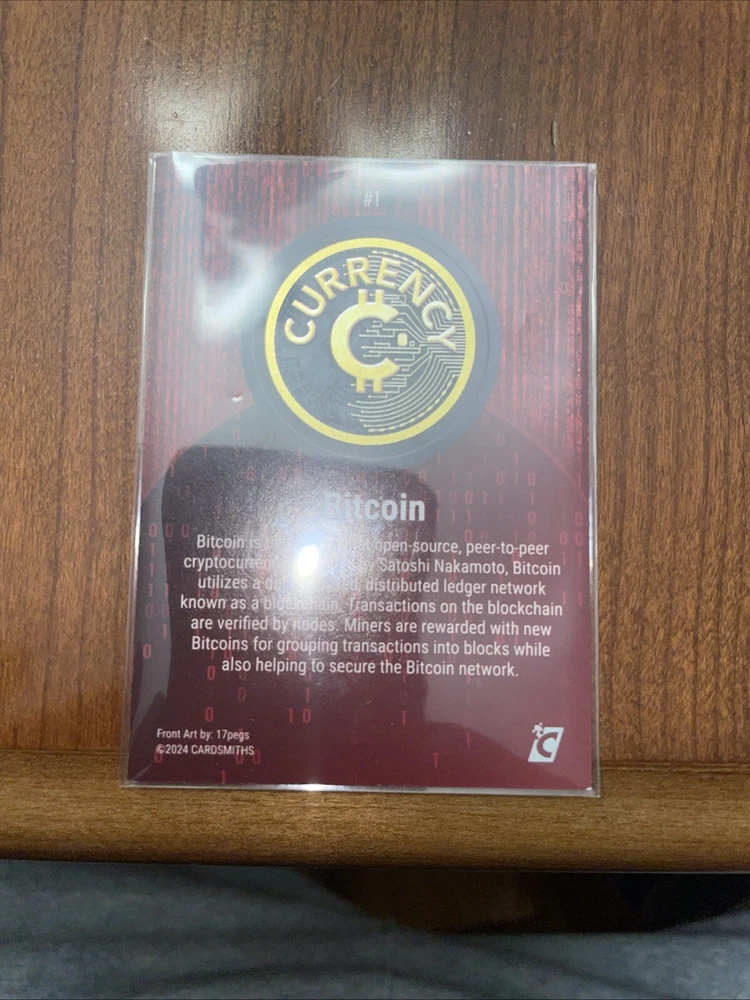 #1
CURRENCY
Bitcoin
Bitcoin is open-source, peer-to-peer
by Satoshi Nakamoto, Bitcoin
utilizes a distributed ledger network
known as a blockchain. Transactions on the blockchain
are verified by nodes. Miners are rewarded with new
Bitcoins for grouping transactions into blocks while
also helping to secure the Bitcoin network.
Front Art by: 17pegs
©2024 CARDSMITHS